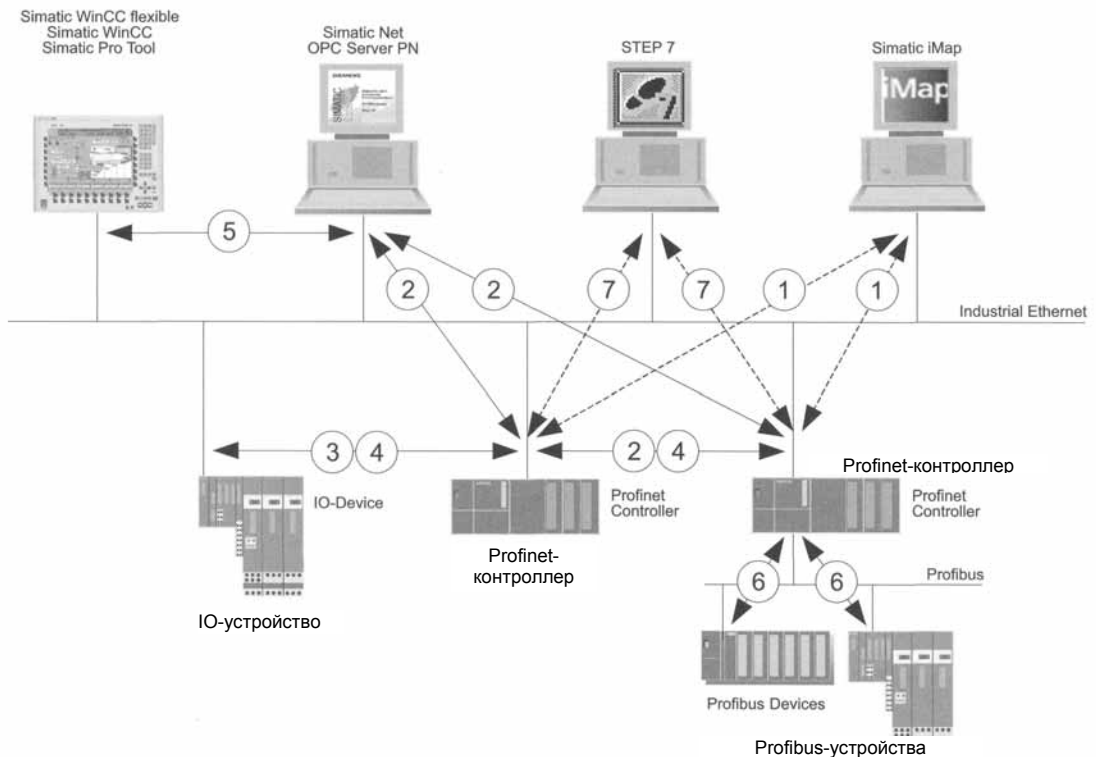 Simatic WinCC flexible
Simatic WinCC
Simatic Pro Tool
Simatic Net
OPC Server PN
STEP 7
Simatic iMap
SIEMENS
SIMATIC
iMap
5
2
2
7
7
1
1
Industrial Ethernet
3
4
2
4
IO-Device
Profinet
Controller
Profinet-контроллер
Profinet
Controller
Profinet-
контроллер
IO-устройство
6
6
Profibus
Profibus Devices
Profibus-устройства